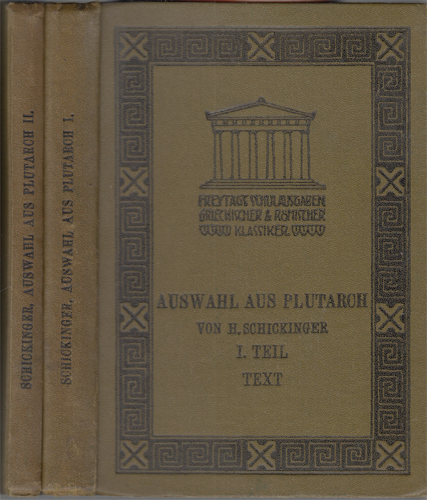 SCHICKINGER, AUSWAHL AUS PLUTARCH II.
SCHICKINGER, AUSWAHL AUS PLUTARCH I.
FREYTAGS SCHULAUSGABEN
GRIECHISCHER & RÖMISCHER
KLASSIKER
AUSWAHL AUS PLUTARCH
VON H. SCHICKINGER
I. TEIL
TEXT